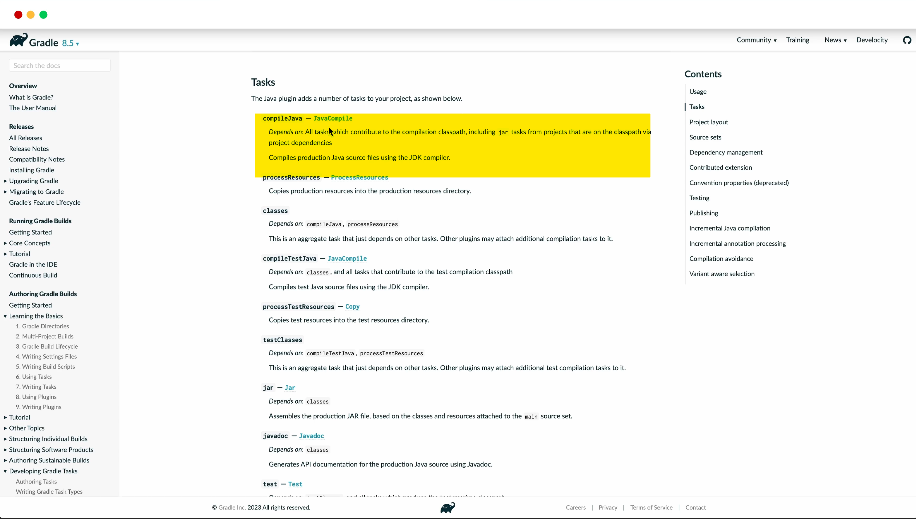 Gradle 8.5
Community
Training
News
Develocity
Search the docs
Overview
What is Gradle?
The User Manual
Releases
All Releases
Release Notes
Compatibility Notes
Installing Gradle
Upgrading Gradle
Migrating to Gradle
Gradle's Feature Lifecycle
Running Gradle Builds
Getting Started
Core Concepts
Tutorial
Gradle in the IDE
Continuous Build
Authoring Gradle Builds
Getting Started
Learning the Basics
1. Gradle Directories
2. Multi-Project Builds
3. Gradle Build Lifecycle
4. Writing Settings Files
5. Writing Build Scripts
6. Using Tasks
7. Writing Tasks
8. Using Plugins
9. Writing Plugins
Tutorial
Other Topics
Structuring Individual Builds
Structuring Software Products
Authoring Sustainable Builds
Developing Gradle Tasks
Authoring Tasks
Writing Gradle Task Types
Tasks
The Java plugin adds a number of tasks to your project, as shown below.
compileJava — JavaCompile
Depends on: All tasks which contribute to the compilation classpath, including jar tasks from projects that are on the classpath via
project dependencies
Compiles production Java source files using the JDK compiler.
processResources — ProcessResources
Copies production resources into the production resources directory.
classes
Depends on: compileJava, processResources
This is an aggregate task that just depends on other tasks. Other plugins may attach additional compilation tasks to it.
compileTestJava — JavaCompile
Depends on: classes, and all tasks that contribute to the test compilation classpath
Compiles test Java source files using the JDK compiler.
processTestResources — Copy
Copies test resources into the test resources directory.
testClasses
Depends on: compileTestJava, processTestResources
This is an aggregate task that just depends on other tasks. Other plugins may attach additional test compilation tasks to it.
jar — Jar
Depends on: classes
Assembles the production JAR file, based on the classes and resources attached to the main source set.
javadoc — Javadoc
Depends on: classes
Generates API documentation for the production Java source using Javadoc.
test — Test
Contents
Usage
Tasks
Project layout
Source sets
Dependency management
Contributed extension
Convention properties (deprecated)
Testing
Publishing
Incremental Java compilation
Incremental annotation processing
Compilation avoidance
Variant aware selection
© Gradle Inc. 2023 All rights reserved.
Careers | Privacy | Terms of Service | Contact